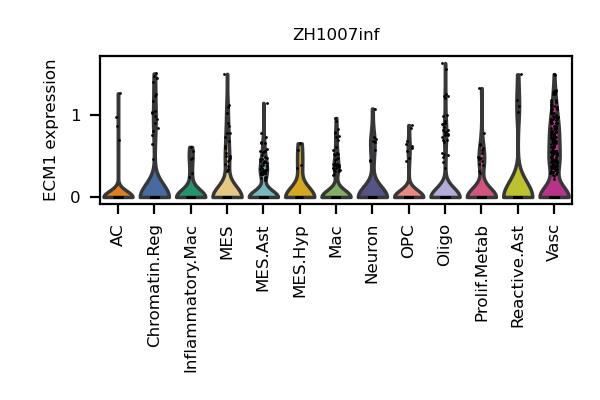 ZH1007inf
ECM1 expression
1
0
AC
Chromatin.Reg
Inflammatory.Mac
MES
MES.Ast
MES.Hyp
Mac
Neuron
OPC
Oligo
Prolif.Metab
Reactive.Ast
Vasc